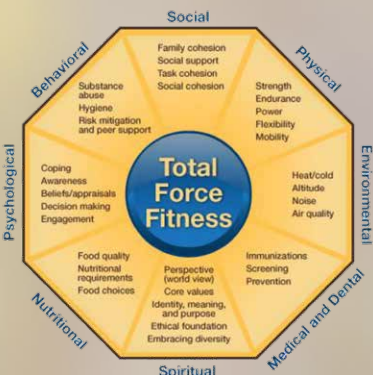 Social
Family cohesion
Social support
Task cohesion
Social cohesion
Physical
Strength
Endurance
Power
Flexibility
Mobility
Environmental
Heat/cold
Altitude
Noise
Air quality
Medical and Dental
Immunizations
Screening
Prevention
Spiritual
Perspective
(world view)
Core values
Identity, meaning,
and purpose
Ethical foundation
Embracing diversity
Nutritional
Food quality
Nutritional
requirements
Food choices
Psychological
Coping
Awareness
Beliefs/appraisals
Decision making
Engagement
Behavioral
Substance
abuse
Hygiene
Risk mitigation
and peer support
Total
Force
Fitness